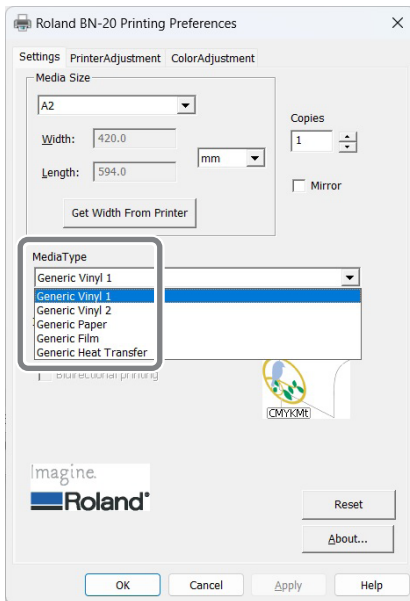 Roland BN-20 Printing Preferences
Settings PrinterAdjustment ColorAdjustment
Media Size
A2
Width: 420.0
Length: 594.0
mm
Get Width From Printer
Copies
1
Mirror
MediaType
Generic Vinyl 1
Generic Vinyl 1
Generic Vinyl 2
Generic Paper
Generic Film
Generic Heat Transfer
Bidirectional printing
CMYKMt
Imagine.
Roland
Reset
About...
OK Cancel Apply Help